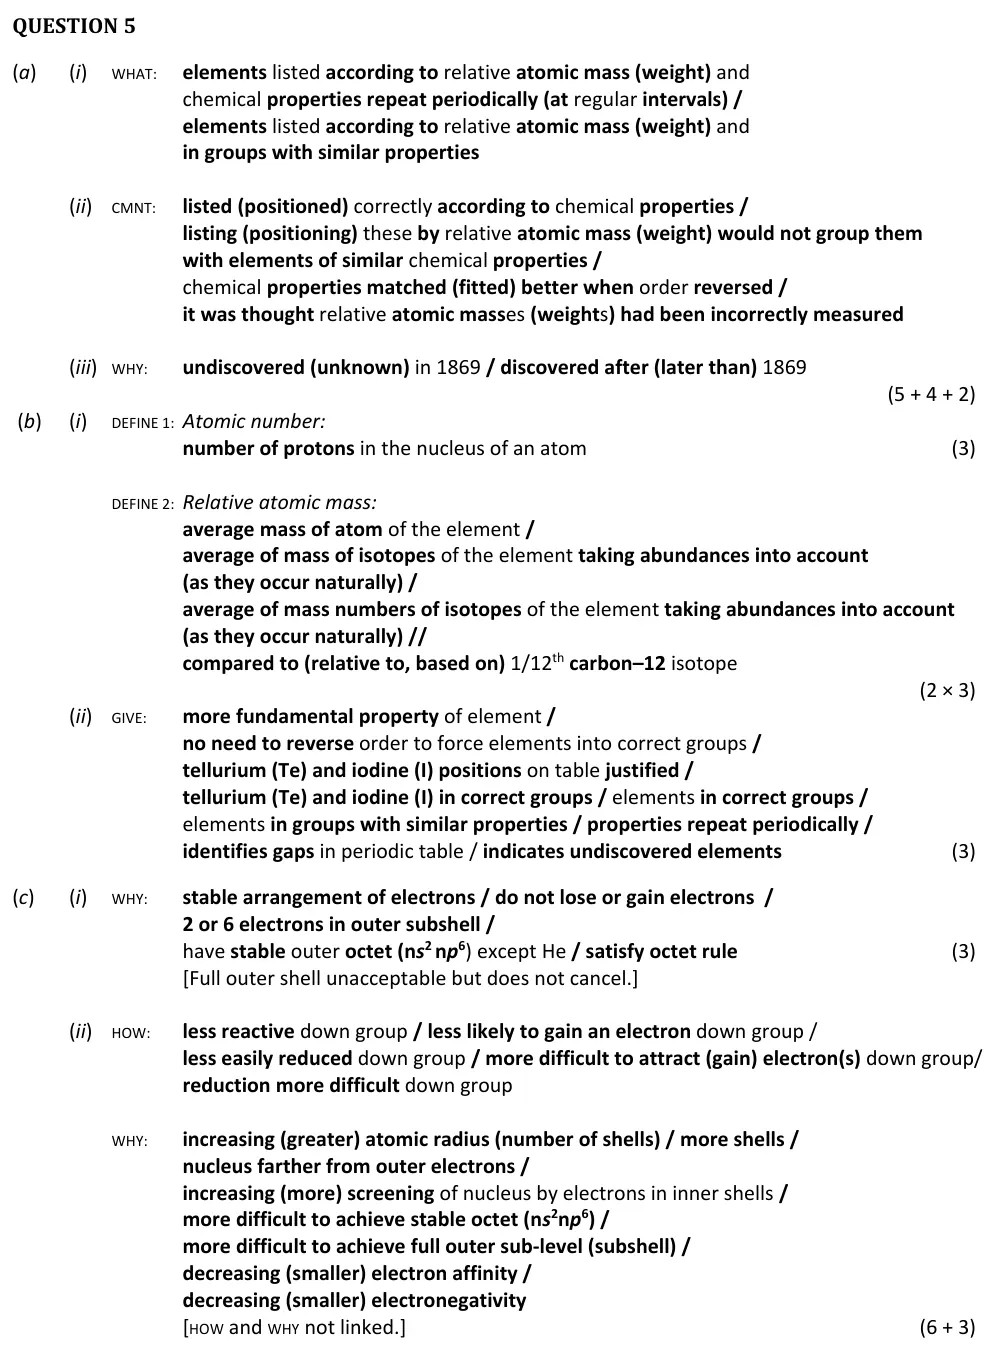 QUESTION 5
(a) (i) WHAT: elements listed according to relative atomic mass (weight) and
chemical properties repeat periodically (at regular intervals) /
elements listed according to relative atomic mass (weight) and
in groups with similar properties
(ii) CMNT: listed (positioned) correctly according to chemical properties /
listing (positioning) these by relative atomic mass (weight) would not group them
with elements of similar chemical properties /
chemical properties matched (fitted) better when order reversed /
it was thought relative atomic masses (weights) had been incorrectly measured
(iii) WHY: undiscovered (unknown) in 1869 / discovered after (later than) 1869
(5 + 4 + 2)
(b) (i) DEFINE 1: Atomic number:
number of protons in the nucleus of an atom (3)
DEFINE 2: Relative atomic mass:
average mass of atom of the element /
average of mass of isotopes of the element taking abundances into account
(as they occur naturally) /
average of mass numbers of isotopes of the element taking abundances into account
(as they occur naturally) //
compared to (relative to, based on) 1/12th carbon–12 isotope
(2 × 3)
(ii) GIVE: more fundamental property of element /
no need to reverse order to force elements into correct groups /
tellurium (Te) and iodine (I) positions on table justified /
tellurium (Te) and iodine (I) in correct groups / elements in correct groups /
elements in groups with similar properties / properties repeat periodically /
identifies gaps in periodic table / indicates undiscovered elements (3)
(c) (i) WHY: stable arrangement of electrons / do not lose or gain electrons /
2 or 6 electrons in outer subshell /
have stable outer octet (ns² np⁶) except He / satisfy octet rule (3)
[Full outer shell unacceptable but does not cancel.]
(ii) HOW: less reactive down group / less likely to gain an electron down group /
less easily reduced down group / more difficult to attract (gain) electron(s) down group/
reduction more difficult down group
WHY: increasing (greater) atomic radius (number of shells) / more shells /
nucleus farther from outer electrons /
increasing (more) screening of nucleus by electrons in inner shells /
more difficult to achieve stable octet (ns²np⁶) /
more difficult to achieve full outer sub-level (subshell) /
decreasing (smaller) electron affinity /
decreasing (smaller) electronegativity
[HOW and WHY not linked.] (6 + 3)